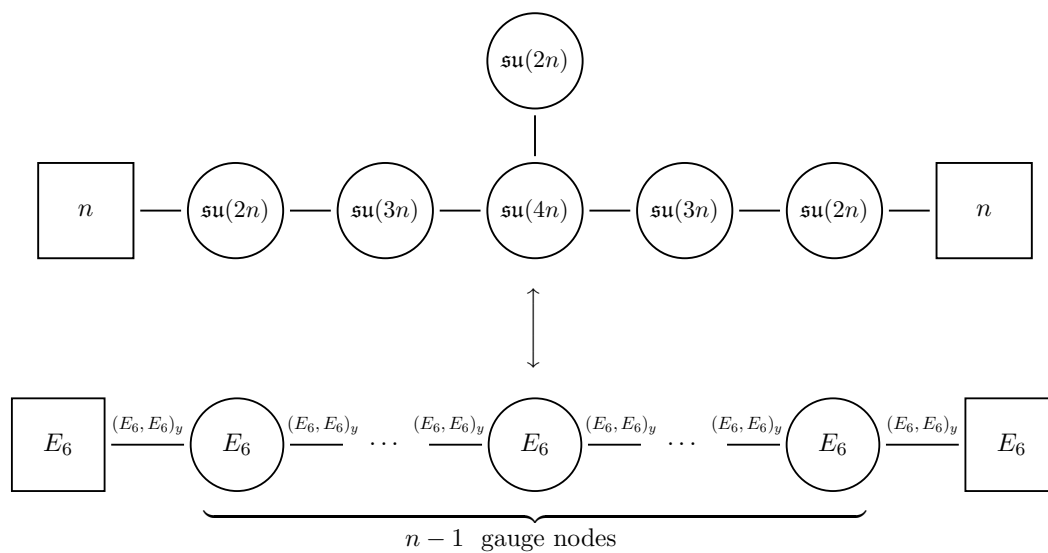 𝔰𝔲(2n)
n 𝔰𝔲(2n) 𝔰𝔲(3n) 𝔰𝔲(4n) 𝔰𝔲(3n) 𝔰𝔲(2n) n
(E₆, E₆)ᵧ (E₆, E₆)ᵧ (E₆, E₆)ᵧ (E₆, E₆)ᵧ (E₆, E₆)ᵧ (E₆, E₆)ᵧ
E₆ E₆ ⋯ E₆ ⋯ E₆ E₆
n − 1 gauge nodes